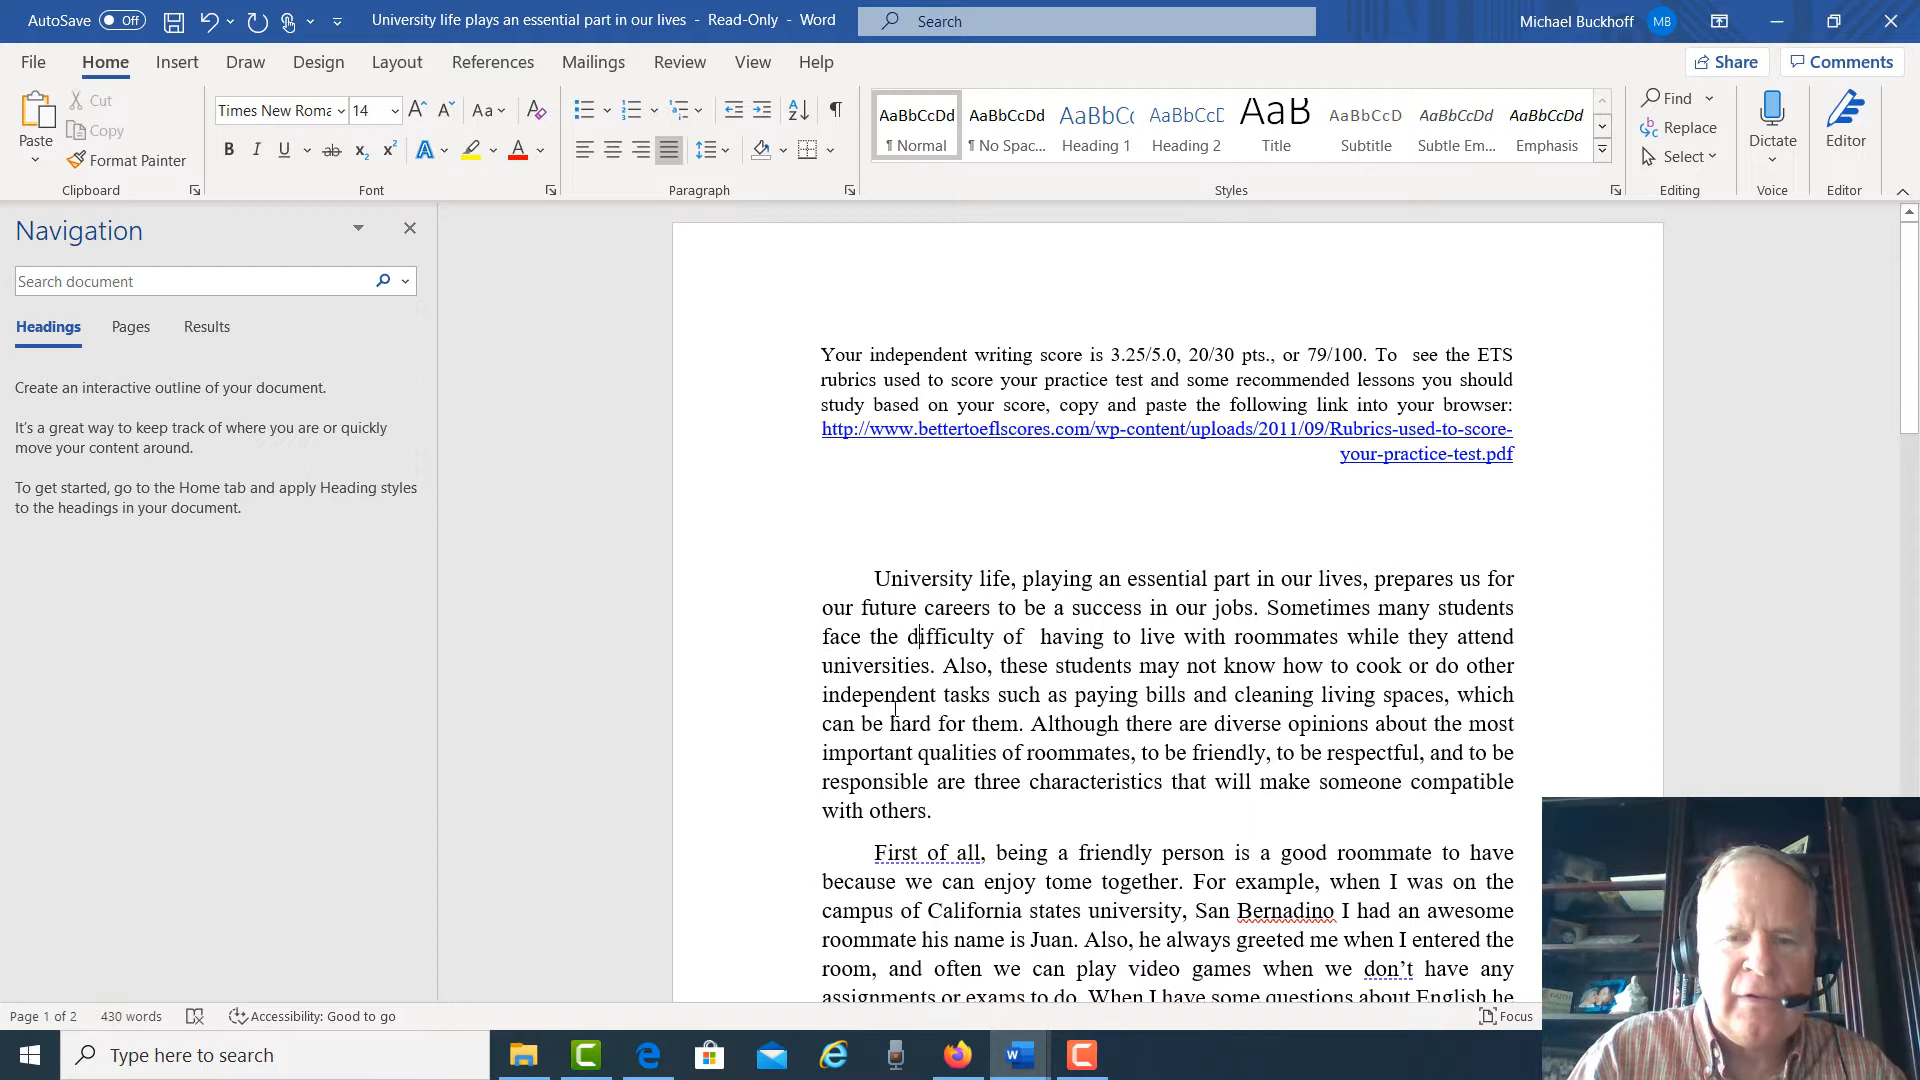 AutoSave Off University life plays an essential part in our lives - Read-Only - Word Search Michael Buckhoff MB
File Home Insert Draw Design Layout References Mailings Review View Help Share Comments
Paste Cut Copy Format Painter
Clipboard
Times New Roma 14
Font
Paragraph
AaBbCcDd AaBbCcDd AaBbCc AaBbCcD AaB AaBbCcD AaBbCcDd AaBbCcDd
¶ Normal ¶ No Spac... Heading 1 Heading 2 Title Subtitle Subtle Em... Emphasis
Styles
Find
Replace
Select
Editing
Dictate
Voice
Editor
Editor
Navigation
Search document
Headings Pages Results
Create an interactive outline of your document.
It's a great way to keep track of where you are or quickly
move your content around.
To get started, go to the Home tab and apply Heading styles
to the headings in your document.
Your independent writing score is 3.25/5.0, 20/30 pts., or 79/100. To see the ETS
rubrics used to score your practice test and some recommended lessons you should
study based on your score, copy and paste the following link into your browser:
http://www.bettertoeflscores.com/wp-content/uploads/2011/09/Rubrics-used-to-score-
your-practice-test.pdf
University life, playing an essential part in our lives, prepares us for
our future careers to be a success in our jobs. Sometimes many students
face the difficulty of having to live with roommates while they attend
universities. Also, these students may not know how to cook or do other
independent tasks such as paying bills and cleaning living spaces, which
can be hard for them. Although there are diverse opinions about the most
important qualities of roommates, to be friendly, to be respectful, and to be
responsible are three characteristics that will make someone compatible
with others.
First of all, being a friendly person is a good roommate to have
because we can enjoy tome together. For example, when I was on the
campus of California states university, San Bernadino I had an awesome
roommate his name is Juan. Also, he always greeted me when I entered the
room, and often we can play video games when we don't have any
assignments or exams to do. When I have some questions about English he
Page 1 of 2 430 words Accessibility: Good to go Focus
Type here to search